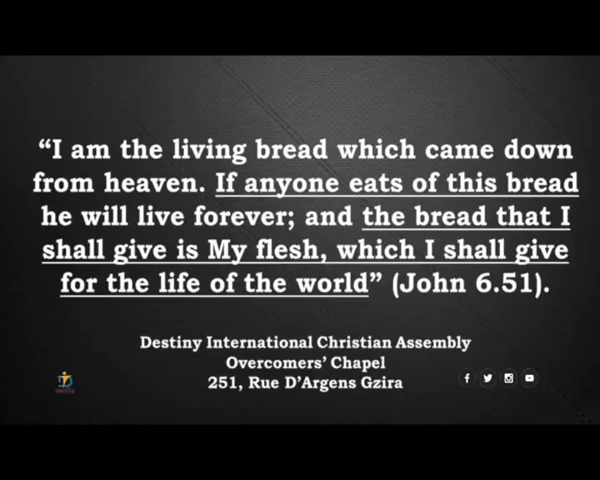 “I am the living bread which came down
from heaven. If anyone eats of this bread
he will live forever; and the bread that I
shall give is My flesh, which I shall give
for the life of the world” (John 6.51).
Destiny International Christian Assembly
Overcomers’ Chapel
251, Rue D’Argens Gzira